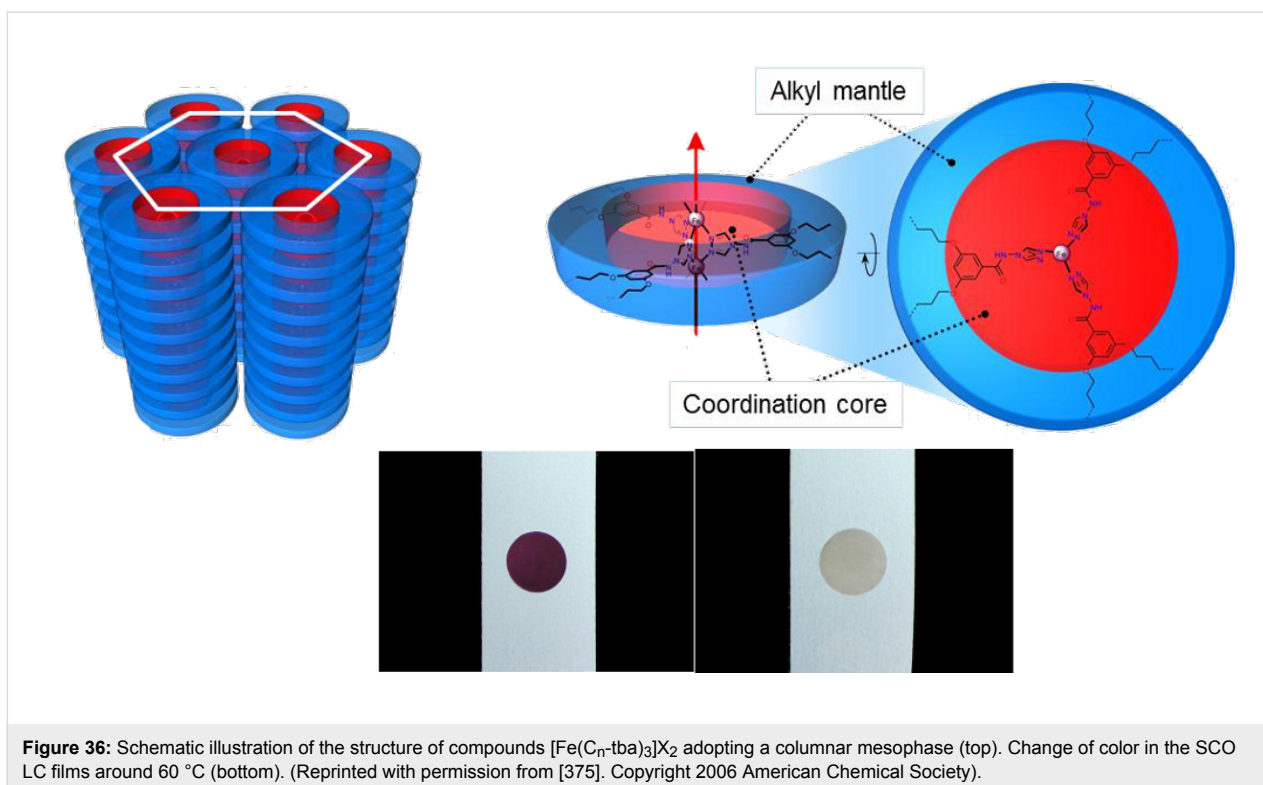 Alkyl mantle
Coordination core
Fe
Fe
Figure 36: Schematic illustration of the structure of compounds [Fe(Cn-tba)3]X2 adopting a columnar mesophase (top). Change of color in the SCO
LC films around 60 °C (bottom). (Reprinted with permission from [375]. Copyright 2006 American Chemical Society).